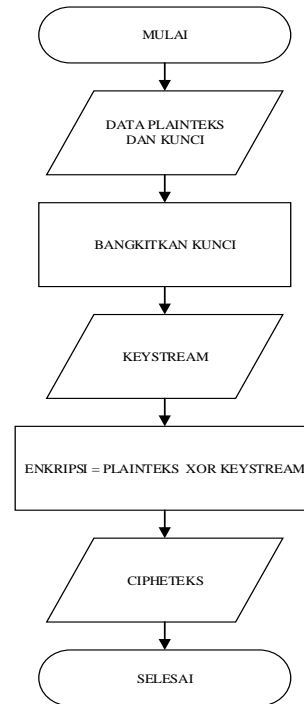 MULAI
DATA PLAINTEKS
DAN KUNCI
BANGKITKAN KUNCI
KEYSTREAM
ENKRIPSI = PLAINTEKS XOR KEYSTREAM
CIPHETEKS
SELESAI